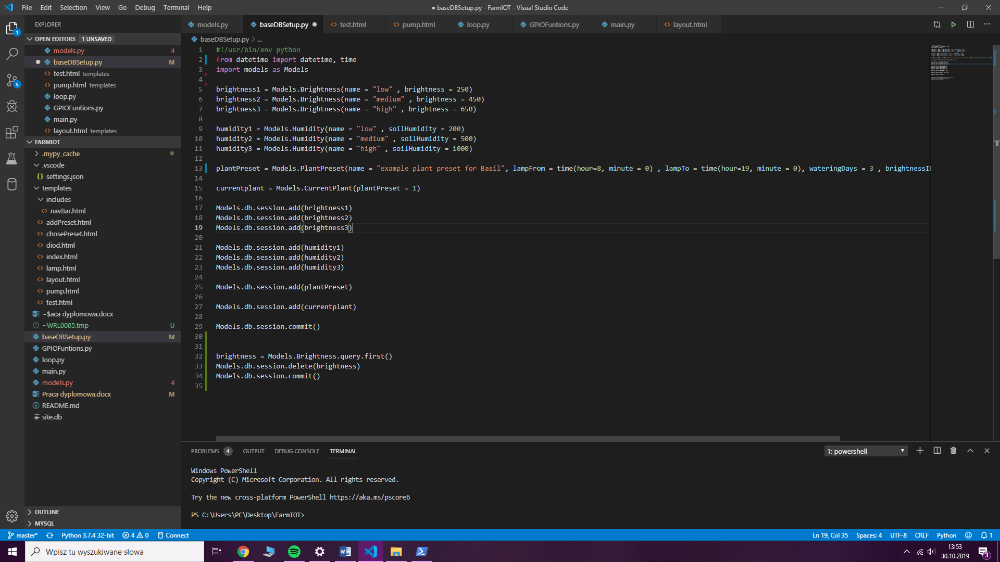 File Edit Selection View Go Debug Terminal Help
● baseDBSetup.py - FarmIOT - Visual Studio Code
EXPLORER
OPEN EDITORS 1 UNSAVED
models.py 4
baseDBSetup.py M
test.html templates
pump.html templates
loop.py
GPIOFuntions.py
main.py
layout.html templates
FARMIOT
.mypy_cache
.vscode
{} settings.json
templates
includes
navBar.html
addPreset.html
chosePreset.html
diod.html
index.html
lamp.html
layout.html
pump.html
test.html
~$aca dyplomowa.docx
~WRL0005.tmp U
baseDBSetup.py M
GPIOFuntions.py
loop.py
main.py
models.py 4
Praca dyplomowa.docx M
README.md
site.db
OUTLINE
MYSQL
1
5
models.py baseDBSetup.py test.html pump.html loop.py GPIOFuntions.py main.py layout.html
baseDBSetup.py > ...
1 #!/usr/bin/env python
2 from datetime import datetime, time
3 import models as Models
4
5 brightness1 = Models.Brightness(name = "low" , brightness = 250)
6 brightness2 = Models.Brightness(name = "medium" , brightness = 450)
7 brightness3 = Models.Brightness(name = "high" , brightness = 650)
8
9 humidity1 = Models.Humidity(name = "low" , soilHumidity = 200)
10 humidity2 = Models.Humidity(name = "medium" , soilHumidity = 500)
11 humidity3 = Models.Humidity(name = "high" , soilHumidity = 1000)
12
13 plantPreset = Models.PlantPreset(name = "example plant preset for Basil", lampFrom = time(hour=8, minute = 0) , lampTo = time(hour=19, minute = 0), wateringDays = 3 , brightnessI
14
15 currentplant = Models.CurrentPlant(plantPreset = 1)
16
17 Models.db.session.add(brightness1)
18 Models.db.session.add(brightness2)
19 Models.db.session.add(brightness3)
20
21 Models.db.session.add(humidity1)
22 Models.db.session.add(humidity2)
23 Models.db.session.add(humidity3)
24
25 Models.db.session.add(plantPreset)
26
27 Models.db.session.add(currentplant)
28
29 Models.db.session.commit()
30
31
32 brightness = Models.Brightness.query.first()
33 Models.db.session.delete(brightness)
34 Models.db.session.commit()
35
PROBLEMS 4 OUTPUT DEBUG CONSOLE TERMINAL
1: powershell
Windows PowerShell
Copyright (C) Microsoft Corporation. All rights reserved.
Try the new cross-platform PowerShell https://aka.ms/pscore6
PS C:\Users\PC\Desktop\FarmIOT>
master* Python 3.7.4 32-bit 4 0 Connect
Ln 19, Col 35 Spaces: 4 UTF-8 CRLF Python 1
Wpisz tu wyszukiwane słowa
13:53
30.10.2019
3